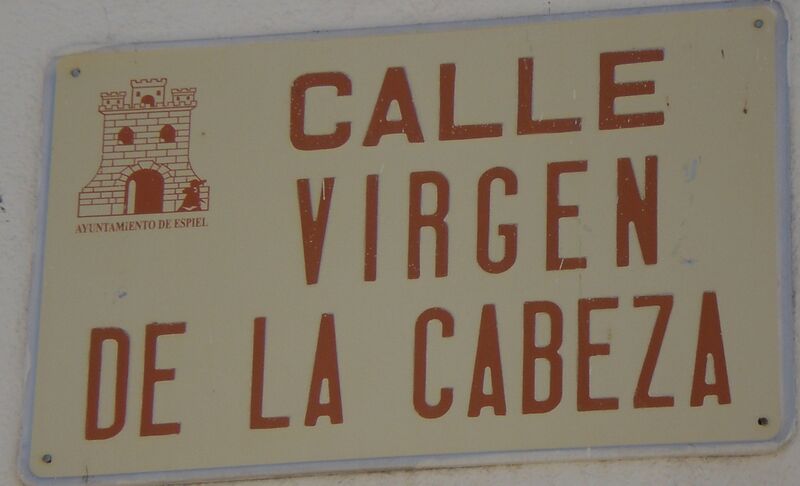 CALLE
VIRGEN
DE LA CABEZA
AYUNTAMIENTO DE ESPIEL